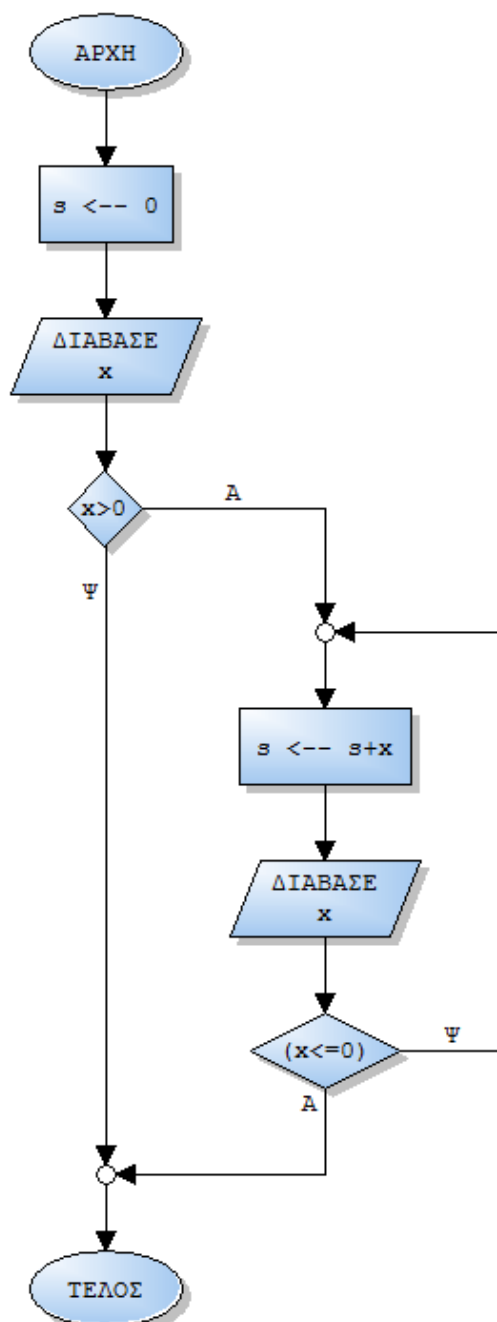 ΑΡΧΗ
s <-- 0
ΔΙΑΒΑΣΕ
x
x>0
Α
Ψ
s <-- s+x
ΔΙΑΒΑΣΕ
x
(x<=0)
Ψ
Α
ΤΕΛΟΣ